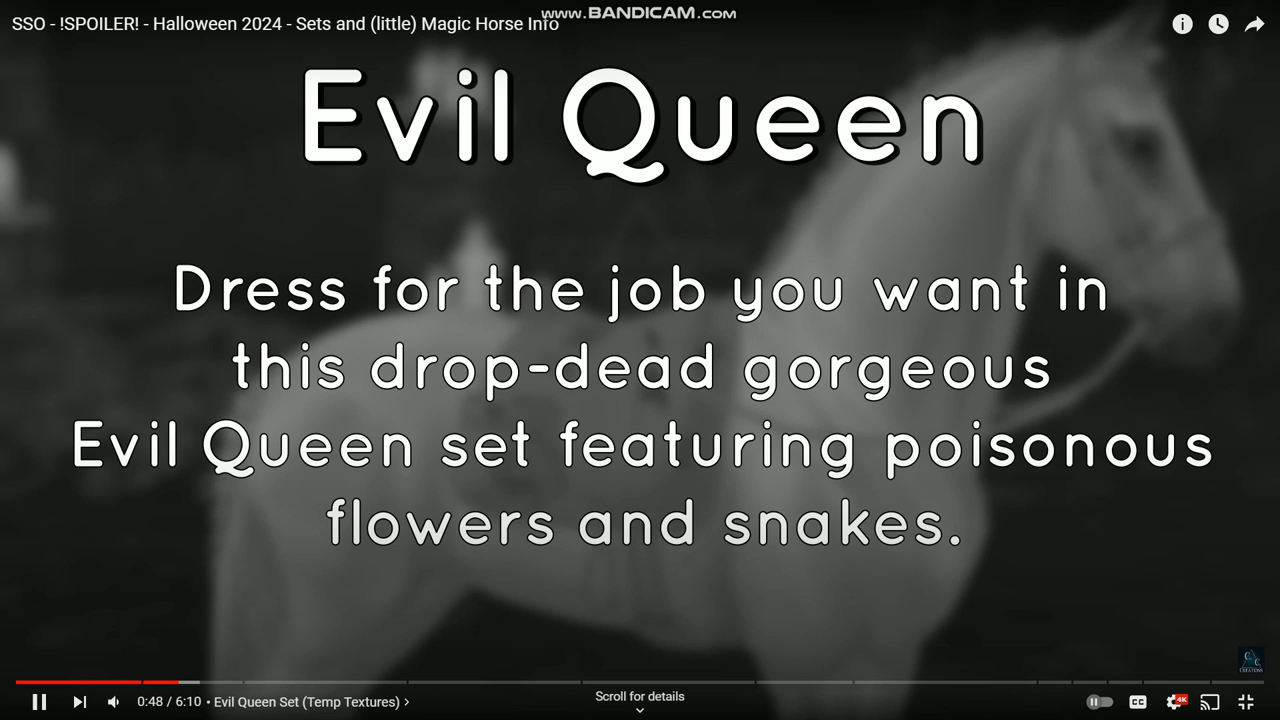 www.BANDICAM.com
SSO - !SPOILER! - Halloween 2024 - Sets and (little) Magic Horse Info
Evil Queen
Dress for the job you want in
this drop-dead gorgeous
Evil Queen set featuring poisonous
flowers and snakes.
0:48 / 6:10 • Evil Queen Set (Temp Textures) >
Scroll for details
CC
4K